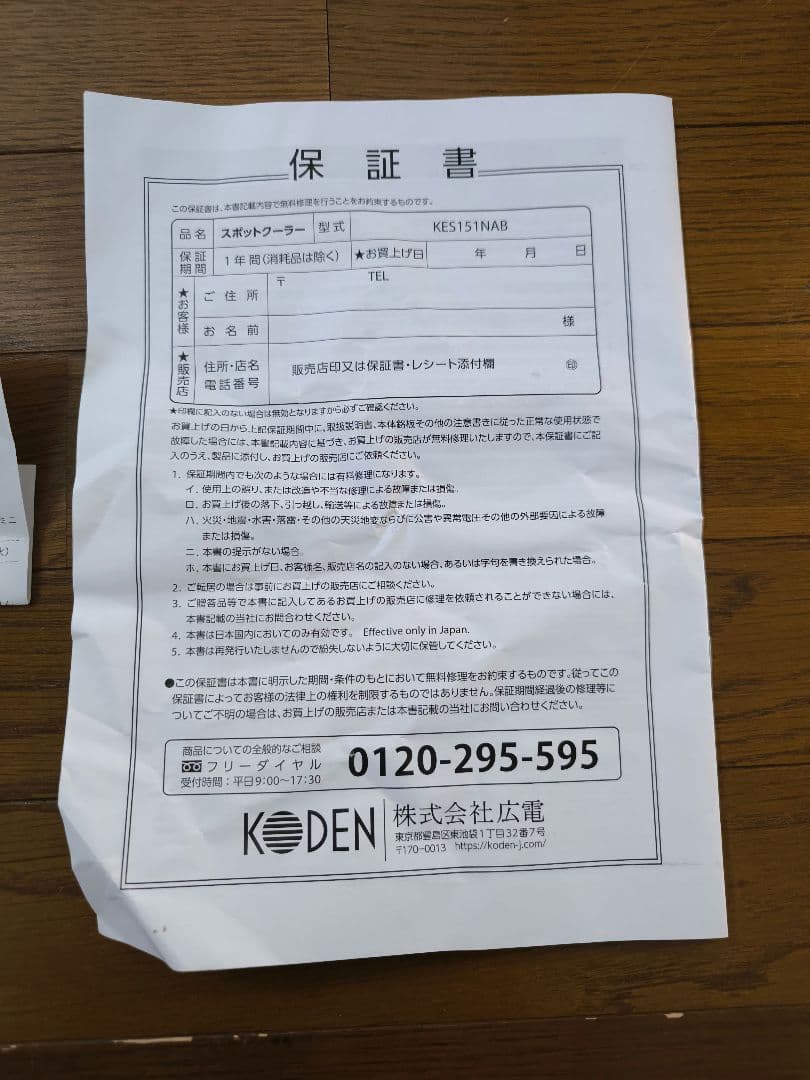 保証書
この保証書は、本書記載内容で無料修理を行うことをお約束するものです。
品名 スポットクーラー 型式 KES151NAB
保証期間 1年間(消耗品は除く) ★お買上げ日 年 月 日
★お客様 ご住所 〒 TEL
お名前 様
★販売店 住所・店名 電話番号 販売店印又は保証書・レシート添付欄 ㊞
★印欄に記入のない場合は無効となりますから必ずご確認ください。
お買上げの日から上記保証期間中に、取扱説明書、本体銘板その他の注意書きに従った正常な使用状態で
故障した場合には、本書記載内容に基づき、お買上げの販売店が無料修理いたしますので、本保証書にご記
入のうえ、製品に添付し、お買上げの販売店にご依頼ください。
1. 保証期間内でも次のような場合には有料修理になります。
イ. 使用上の誤り、または改造や不当な修理による故障または損傷。
ロ. お買上げ後の落下、引っ越し、輸送等による故障または損傷。
ハ. 火災・地震・水害・落雷・その他の天災地変ならびに公害や異常電圧その他の外部要因による故障
または損傷。
ニ. 本書の提示がない場合。
ホ. 本書にお買上げ日、お客様名、販売店名の記入のない場合、あるいは字句を書き換えられた場合。
2. ご転居の場合は事前にお買上げの販売店にご相談ください。
3. ご贈答品等で本書に記入してあるお買上げの販売店に修理を依頼されることができない場合には、
本書記載の当社にお問合わせください。
4. 本書は日本国内においてのみ有効です。 Effective only in Japan.
5. 本書は再発行いたしませんので紛失しないように大切に保管してください。
●この保証書は本書に明示した期間・条件のもとにおいて無料修理をお約束するものです。従ってこの
保証書によってお客様の法律上の権利を制限するものではありません。保証期間経過後の修理等に
ついてご不明の場合は、お買上げの販売店または本書記載の当社にお問い合わせください。
商品についての全般的なご相談
フリーダイヤル 0120-295-595
受付時間:平日9:00~17:30
KODEN 株式会社広電
東京都豊島区東池袋1丁目32番7号
〒170-0013 https://koden-j.com/